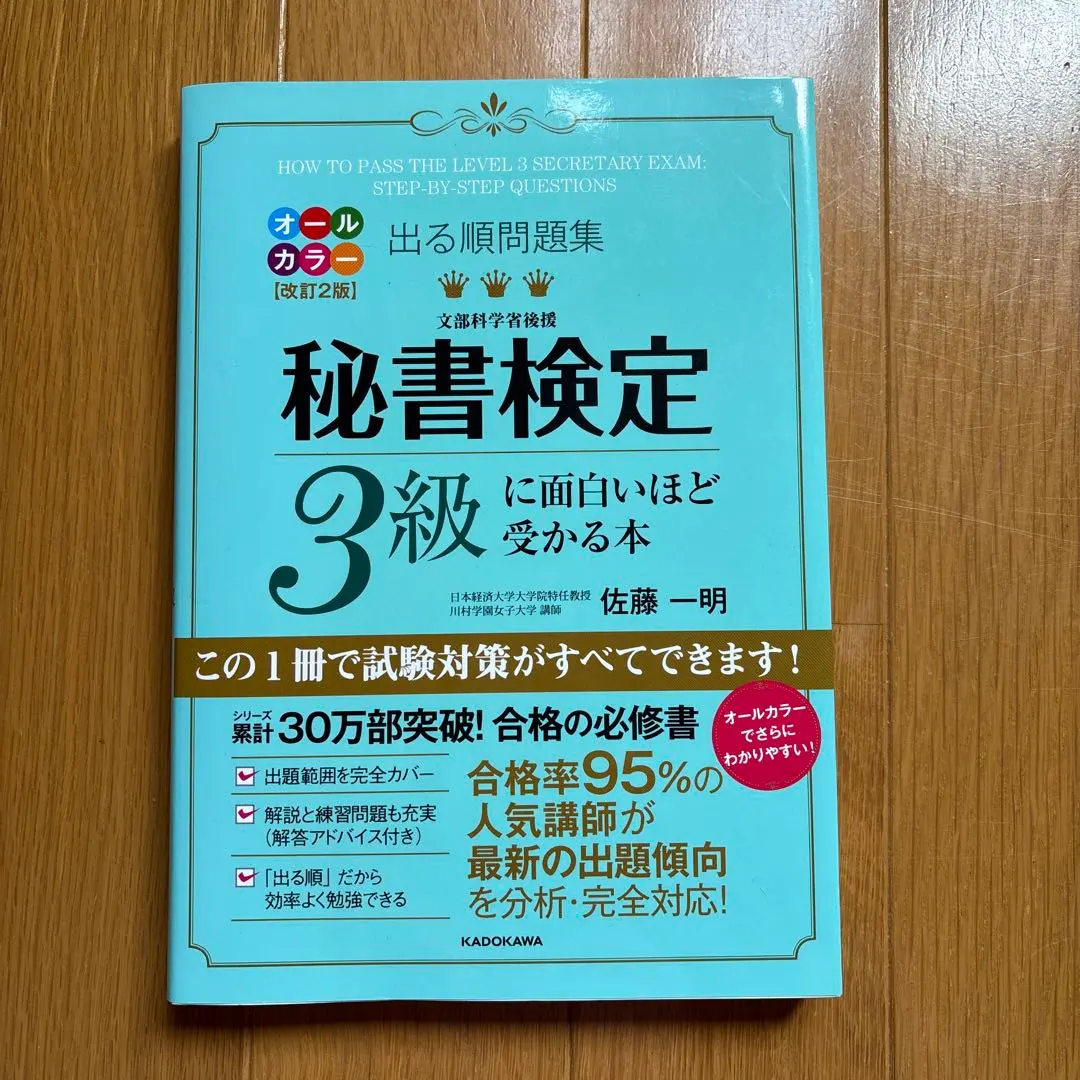 HOW TO PASS THE LEVEL 3 SECRETARY EXAM:
STEP-BY-STEP QUESTIONS
オール
カラー
【改訂2版】
出る順問題集
文部科学省後援
秘書検定
3級に面白いほど
受かる本
日本経済大学大学院特任教授
川村学園女子大学 講師
佐藤 一明
この1冊で試験対策がすべてできます!
シリーズ
累計30万部突破! 合格の必修書
オールカラー
でさらに
わかりやすい!
出題範囲を完全カバー
解説と練習問題も充実
(解答アドバイス付き)
「出る順」だから
効率よく勉強できる
合格率95%の
人気講師が
最新の出題傾向
を分析・完全対応!
KADOKAWA